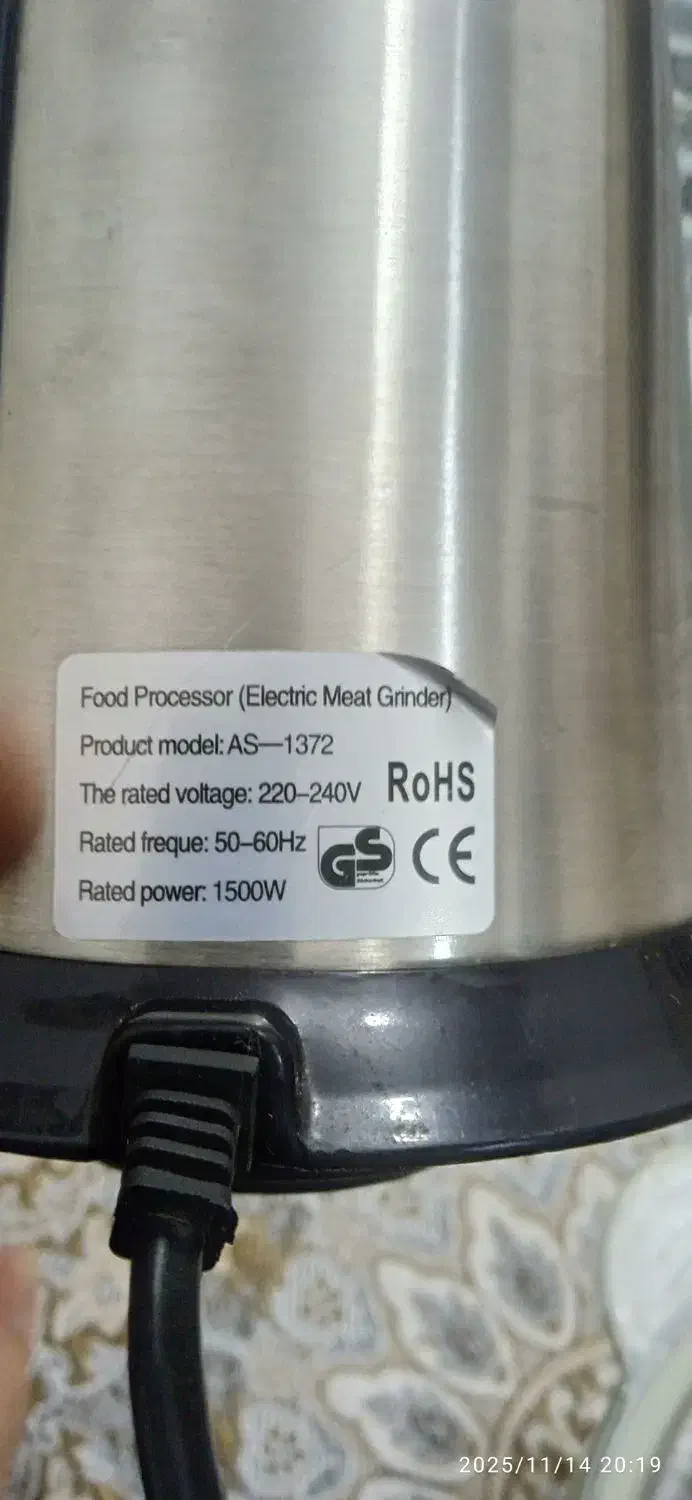 Food Processor (Electric Meat Grinder)
Product model: AS—1372
The rated voltage: 220–240V
RoHS
Rated freque: 50–60Hz
GS
CE
Rated power: 1500W
2025/11/14 20:19